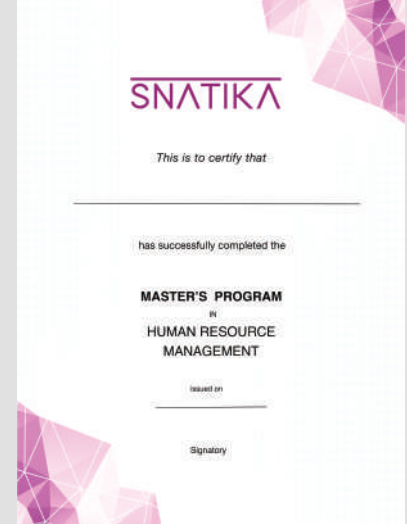 SNATIKA
This is to certify that
has successfully completed the
MASTER'S PROGRAM
IN
HUMAN RESOURCE
MANAGEMENT
issued on
Signatory